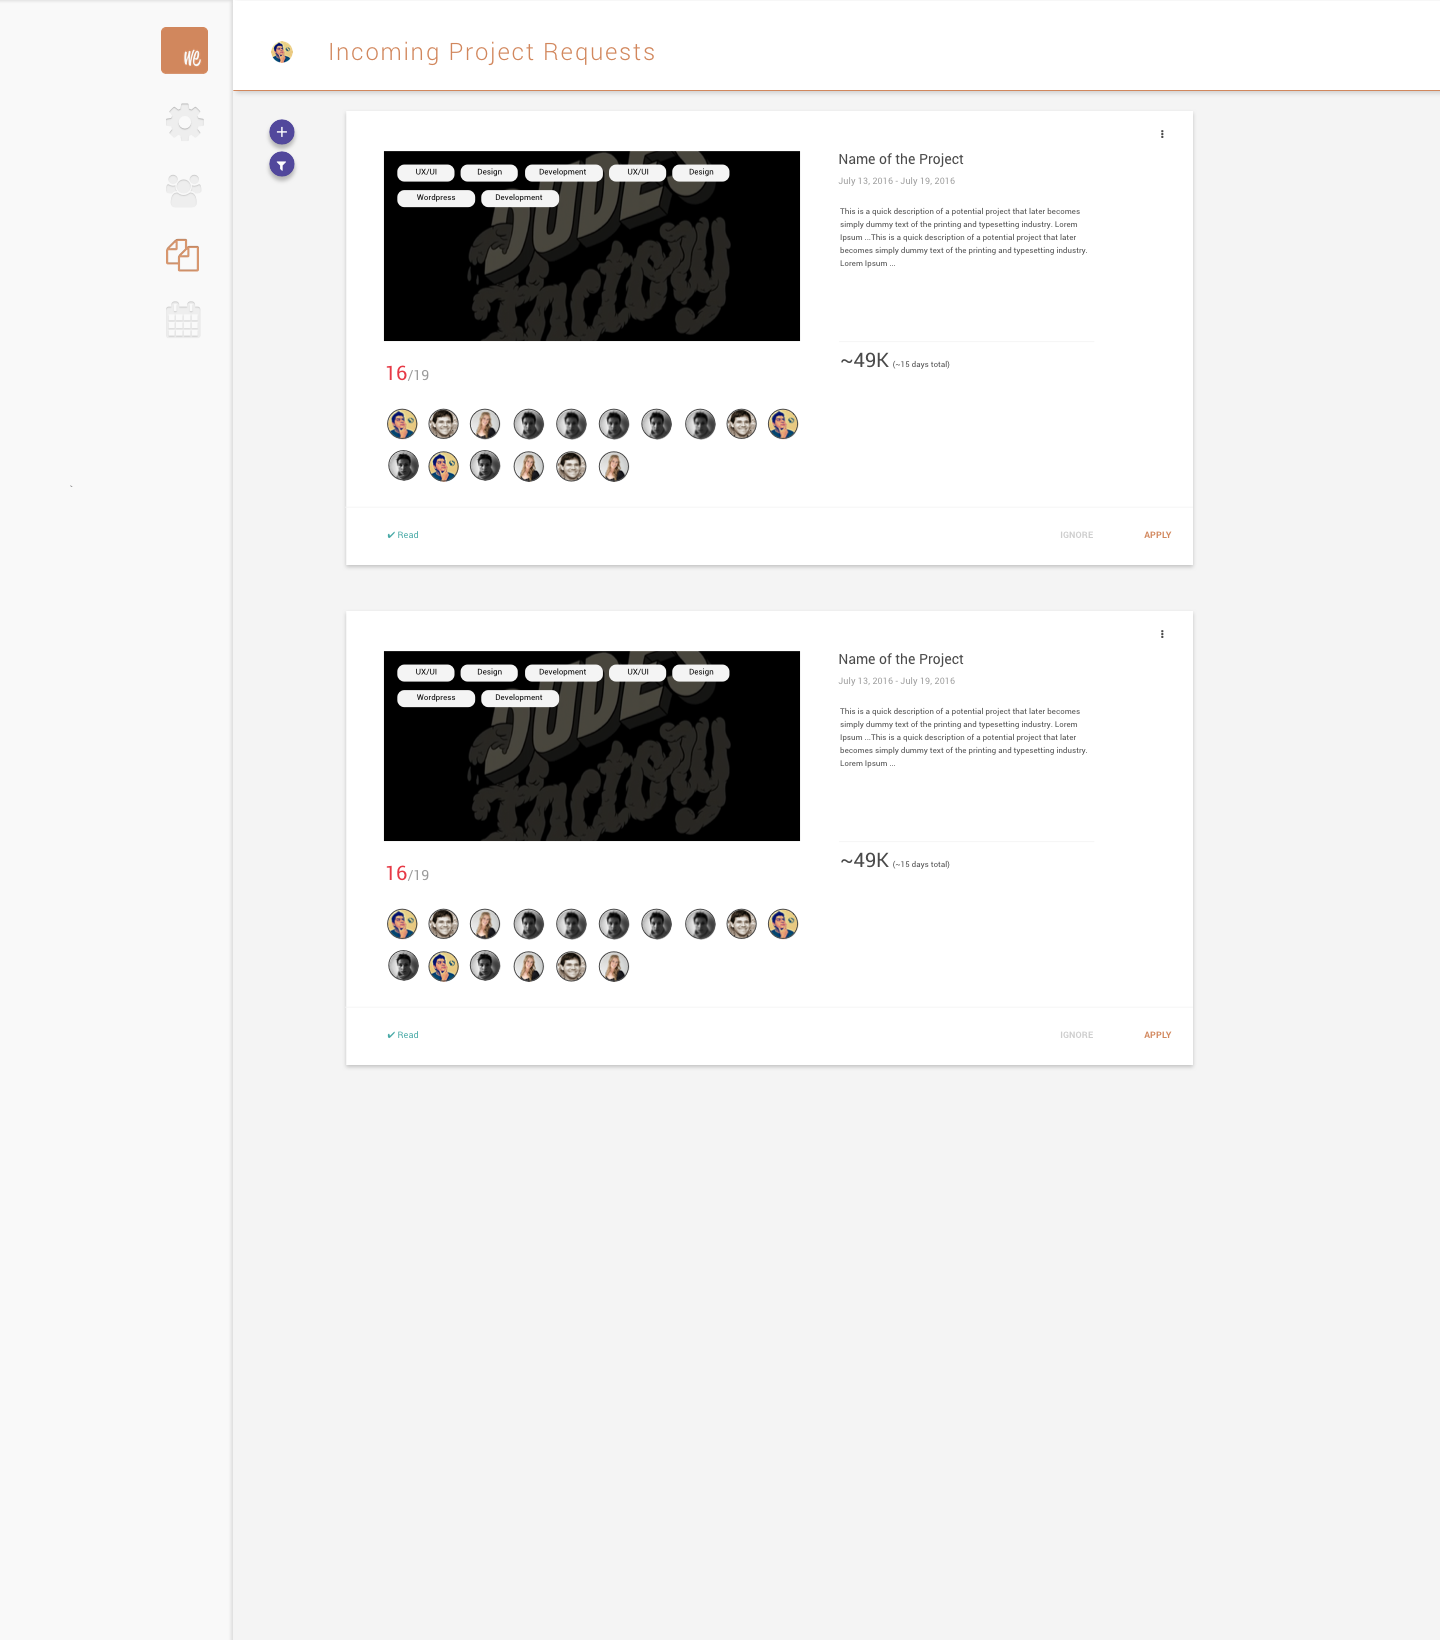 we
Incoming Project Requests
UX/UI Design Development UX/UI Design
Wordpress Development
DUDES
Factory
Name of the Project
July 13, 2016 - July 19, 2016
This is a quick description of a potential project that later becomes
simply dummy text of the printing and typesetting industry. Lorem
Ipsum ...This is a quick description of a potential project that later
becomes simply dummy text of the printing and typesetting industry.
Lorem Ipsum ...
~49K (~15 days total)
16/19
✔ Read
IGNORE
APPLY
UX/UI Design Development UX/UI Design
Wordpress Development
DUDES
Factory
Name of the Project
July 13, 2016 - July 19, 2016
This is a quick description of a potential project that later becomes
simply dummy text of the printing and typesetting industry. Lorem
Ipsum ...This is a quick description of a potential project that later
becomes simply dummy text of the printing and typesetting industry.
Lorem Ipsum ...
~49K (~15 days total)
16/19
✔ Read
IGNORE
APPLY